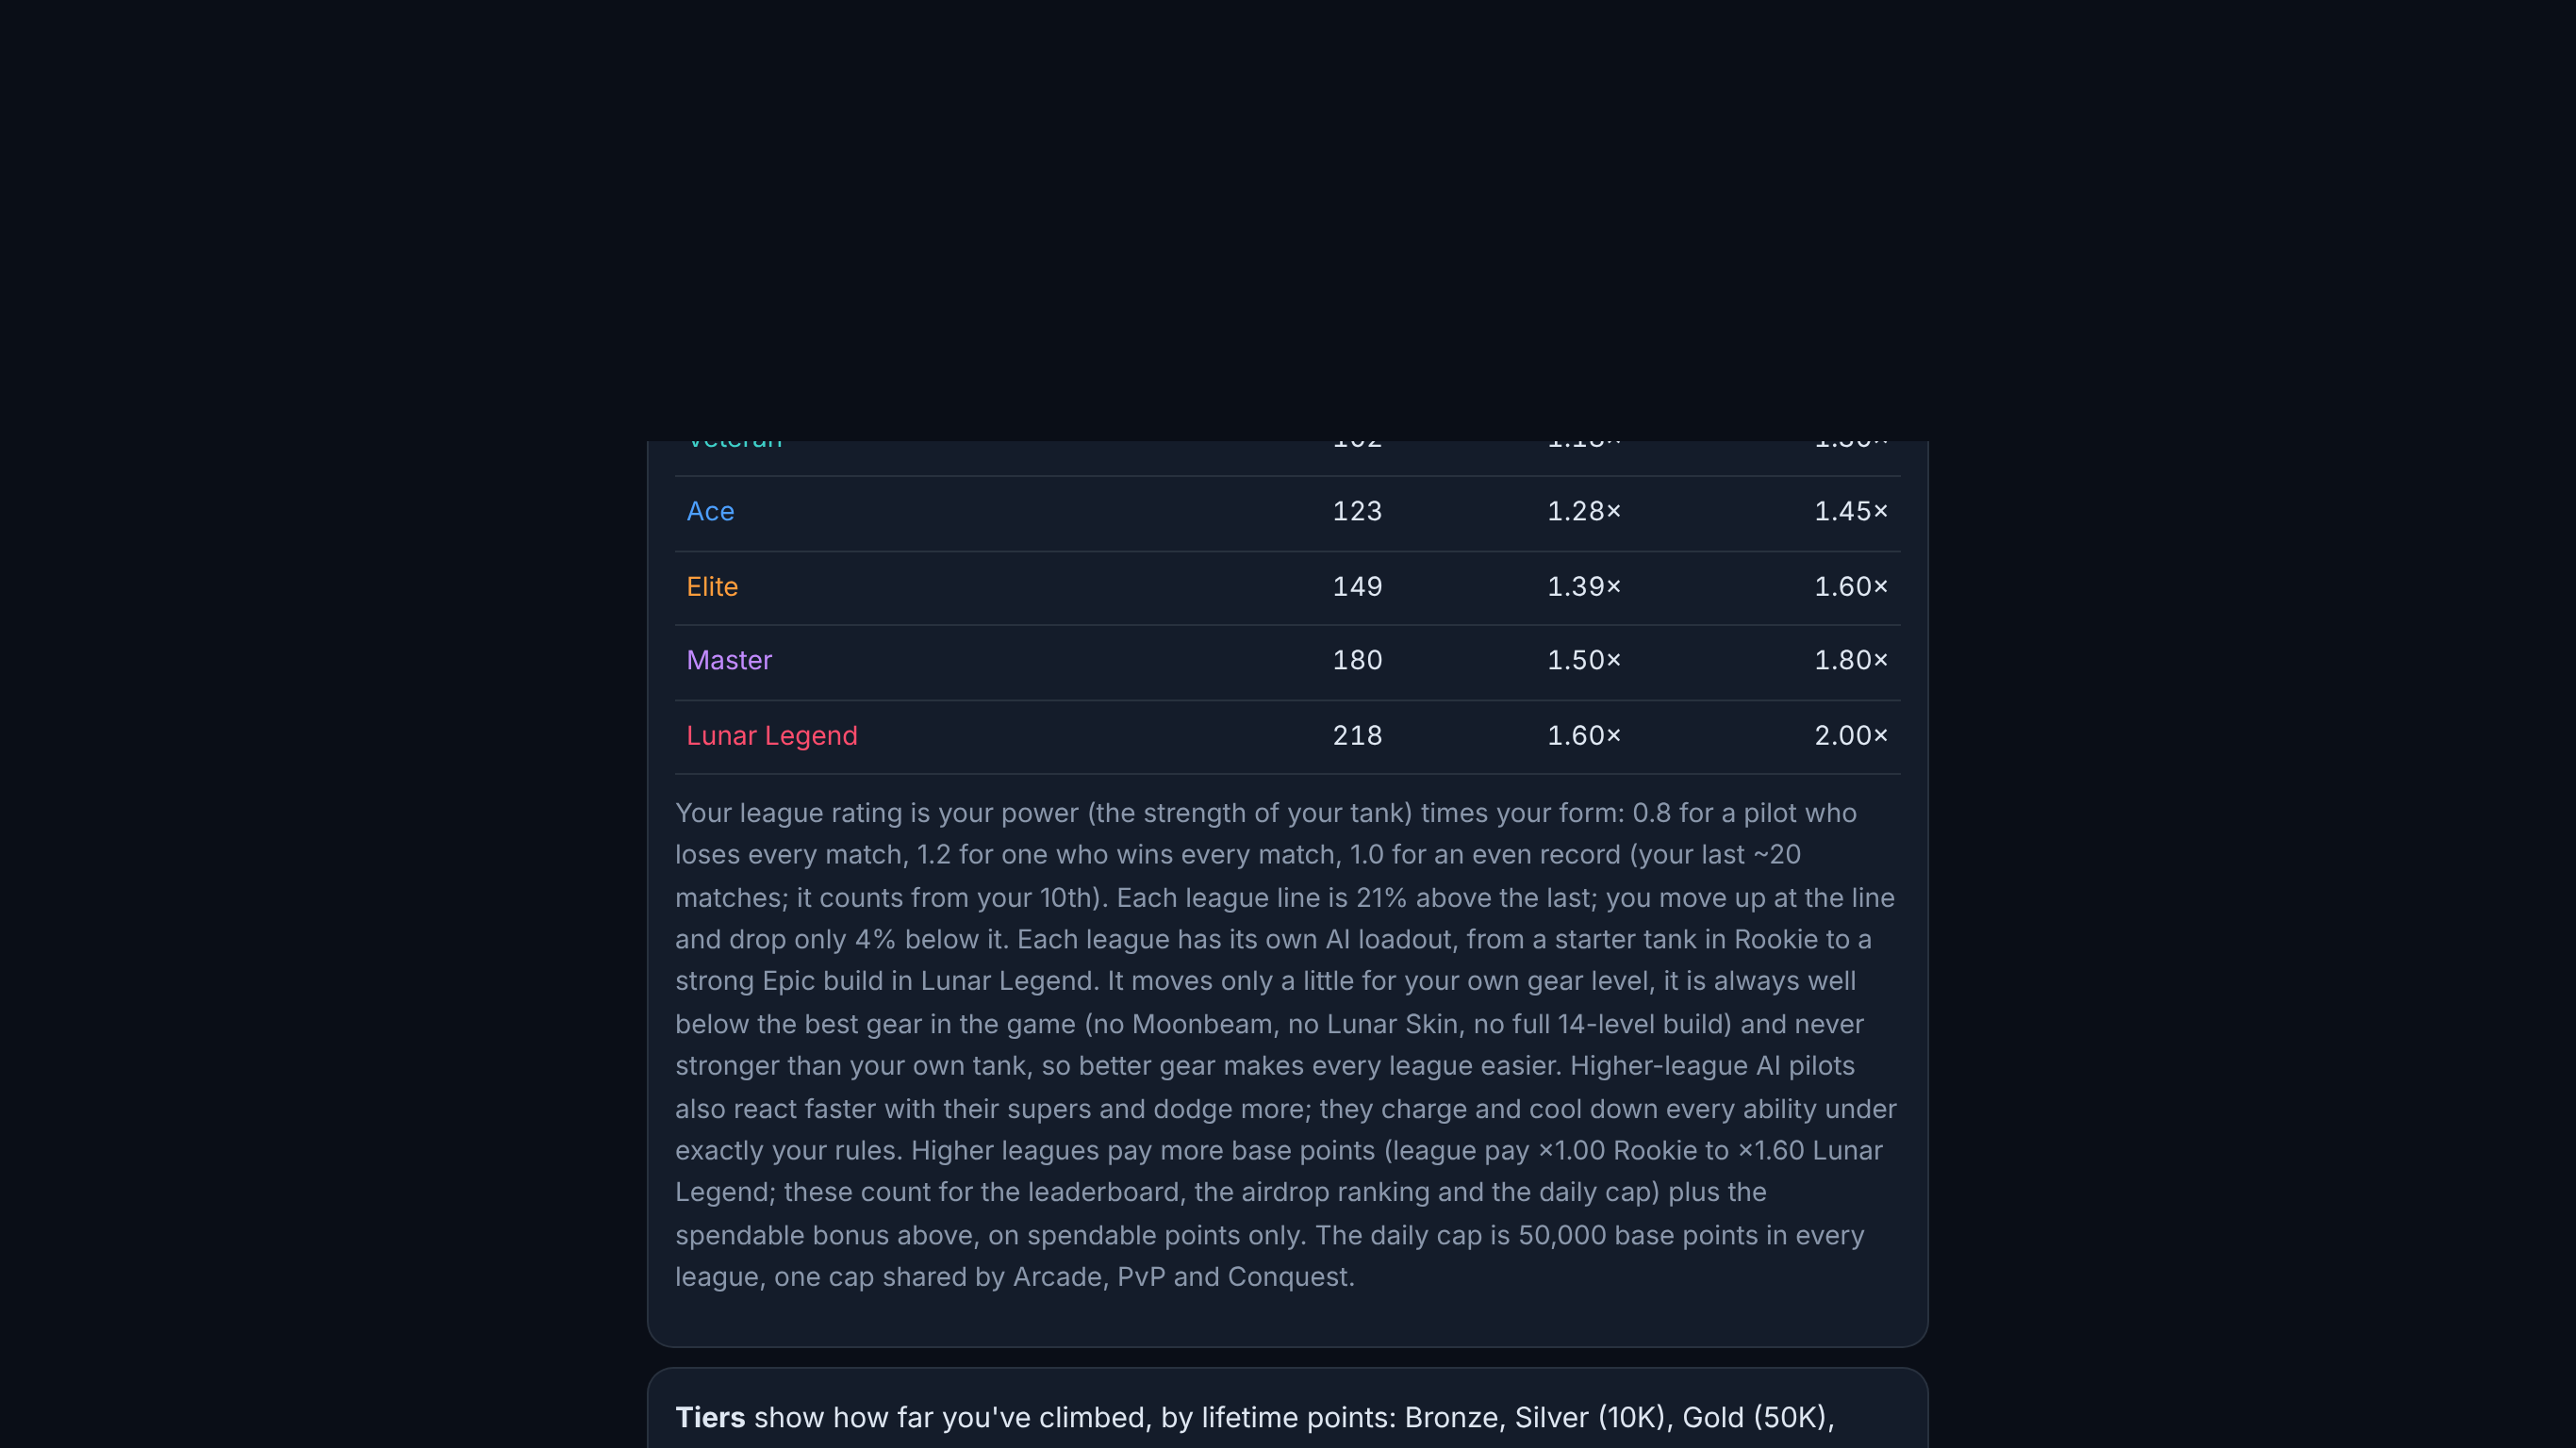 Ace 123 1.28× 1.45×
Elite 149 1.39× 1.60×
Master 180 1.50× 1.80×
Lunar Legend 218 1.60× 2.00×
Your league rating is your power (the strength of your tank) times your form: 0.8 for a pilot who
loses every match, 1.2 for one who wins every match, 1.0 for an even record (your last ~20
matches; it counts from your 10th). Each league line is 21% above the last; you move up at the line
and drop only 4% below it. Each league has its own AI loadout, from a starter tank in Rookie to a
strong Epic build in Lunar Legend. It moves only a little for your own gear level, it is always well
below the best gear in the game (no Moonbeam, no Lunar Skin, no full 14-level build) and never
stronger than your own tank, so better gear makes every league easier. Higher-league AI pilots
also react faster with their supers and dodge more; they charge and cool down every ability under
exactly your rules. Higher leagues pay more base points (league pay ×1.00 Rookie to ×1.60 Lunar
Legend; these count for the leaderboard, the airdrop ranking and the daily cap) plus the
spendable bonus above, on spendable points only. The daily cap is 50,000 base points in every
league, one cap shared by Arcade, PvP and Conquest.
Tiers show how far you've climbed, by lifetime points: Bronze, Silver (10K), Gold (50K),